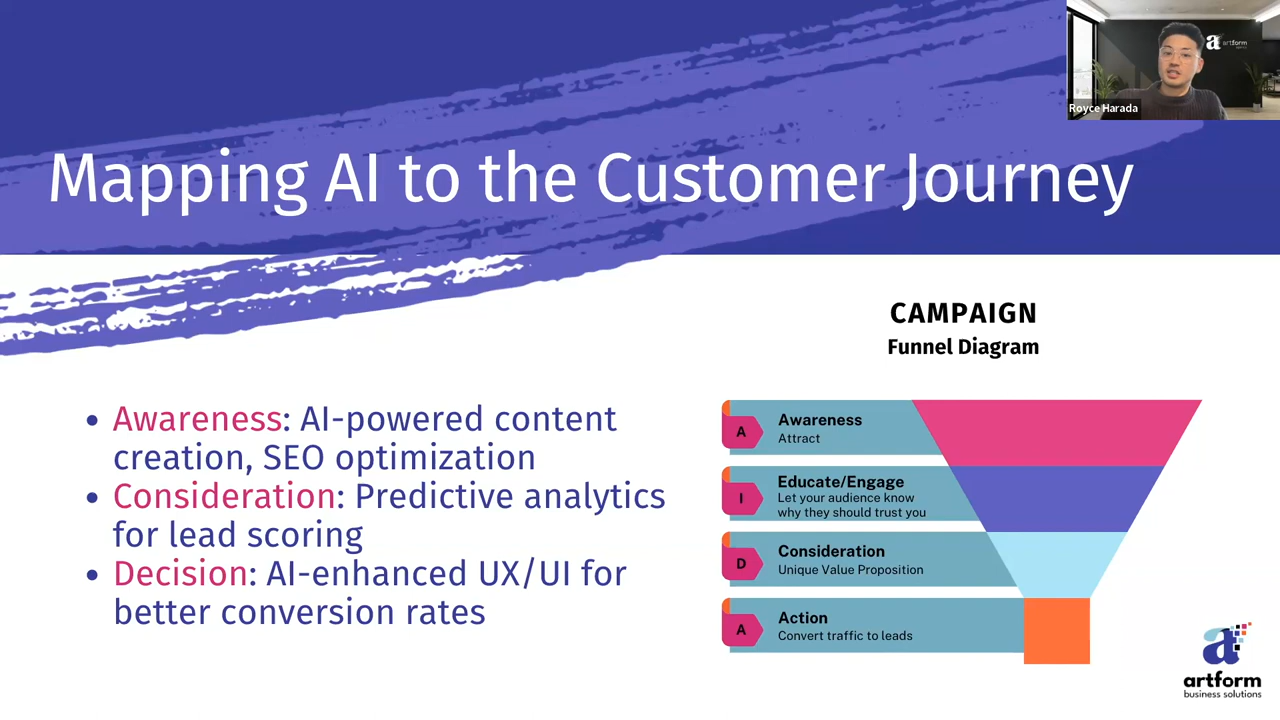 a artform
Royce Harada
Mapping AI to the Customer Journey
CAMPAIGN
Funnel Diagram
• Awareness: AI-powered content
creation, SEO optimization
• Consideration: Predictive analytics
for lead scoring
• Decision: AI-enhanced UX/UI for
better conversion rates
A
Awareness
Attract
I
Educate/Engage
Let your audience know
why they should trust you
D
Consideration
Unique Value Proposition
A
Action
Convert traffic to leads
a
artform
business solutions